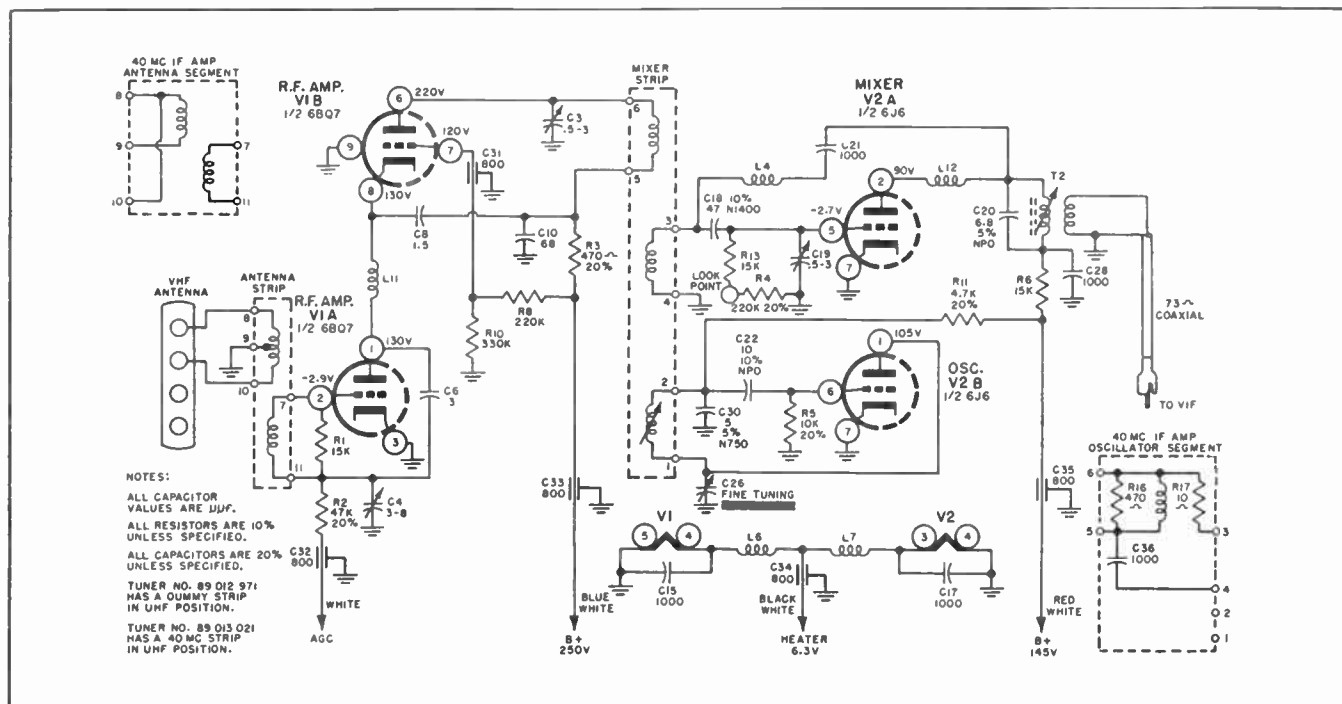 40 MC IF AMP
ANTENNA SEGMENT
8
9
10
7
11
R.F. AMP.
V1 B
1/2 6BQ7
6
220V
9
120V
7
8
130V
C31
800
C3
.5-3
C8
1.5
C10
68
R3
470 ~
20%
L11
R8
220K
R10
330K
MIXER
STRIP
6
5
3
4
2
1
L4
L21
1000
C18 10%
47 N1400
R13
15K
LOOK
POINT
R4
220K 20%
C19
.5-3
MIXER
V2 A
1/2 6J6
2
90V
-2.7V
5
7
L12
T2
C20
6.8
5%
NPO
C28
1000
R6
15K
R11
4.7K
20%
73 ~
COAXIAL
TO VIF
VHF
ANTENNA
ANTENNA
STRIP
8
9
10
7
11
R.F. AMP.
V1 A
1/2 6BQ7
1
130V
-2.9V
2
3
C6
3
R1
15K
R2
47K
20%
C4
3-8
C32
800
WHITE
AGC
C33
800
BLUE
WHITE
B+
250V
C22
10
10%
NPO
C30
5
5%
N750
R5
10K
20%
1
105V
6
7
OSC.
V2 B
1/2 6J6
C26
FINE TUNING
V1
5
4
C15
1000
L6
L7
C34
800
BLACK
WHITE
HEATER
6.3V
V2
3
4
C17
1000
C35
800
RED
WHITE
B+
145V
40 MC IF AMP
OSCILLATOR SEGMENT
6
R16
470
~
R17
10
~
5
3
C36
1000
4
2
1
NOTES:
ALL CAPACITOR
VALUES ARE µµF.
ALL RESISTORS ARE 10%
UNLESS SPECIFIED.
ALL CAPACITORS ARE 20%
UNLESS SPECIFIED.
TUNER NO. 89 012 971
HAS A DUMMY STRIP
IN UHF POSITION.
TUNER NO. 89 013 021
HAS A 40 MC STRIP
IN UHF POSITION.